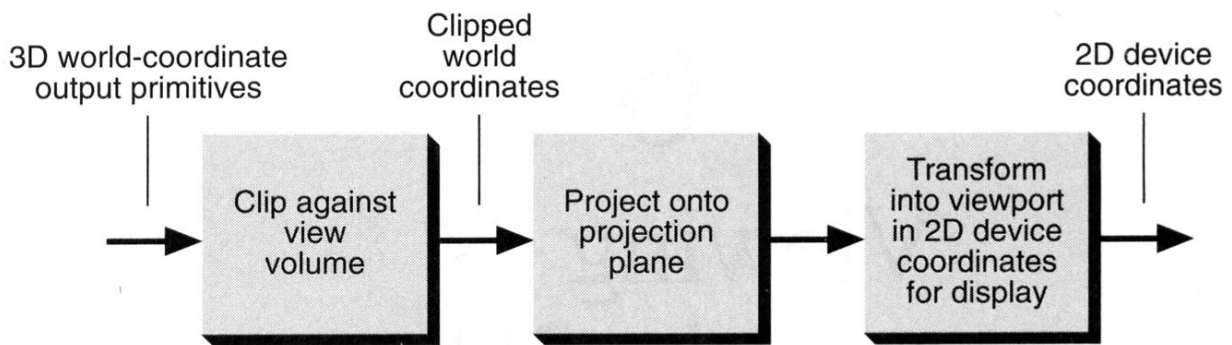 3D world-coordinate
output primitives
Clipped
world
coordinates
2D device
coordinates
Clip against
view
volume
Project onto
projection
plane
Transform
into viewport
in 2D device
coordinates
for display